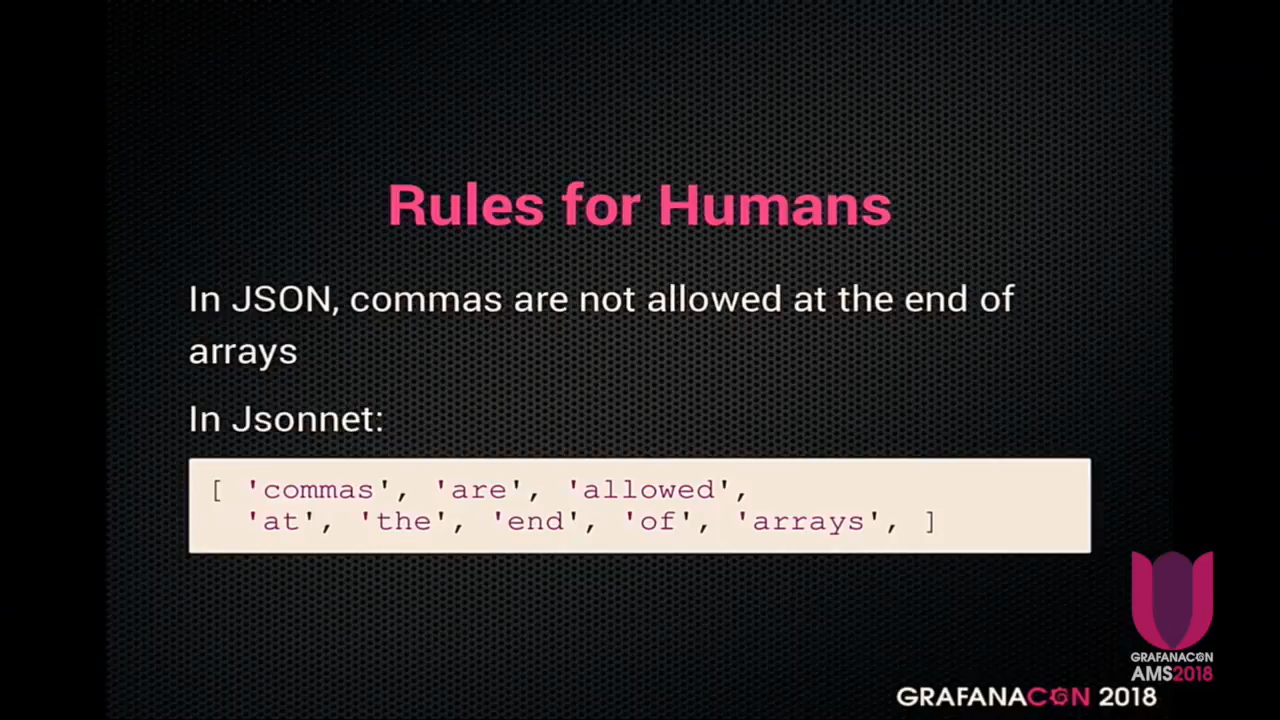 Rules for Humans
In JSON, commas are not allowed at the end of
arrays
In Jsonnet:
[ 'commas', 'are', 'allowed',
'at', 'the', 'end', 'of', 'arrays', ]
GRAFANACON
AMS2018
GRAFANACON 2018